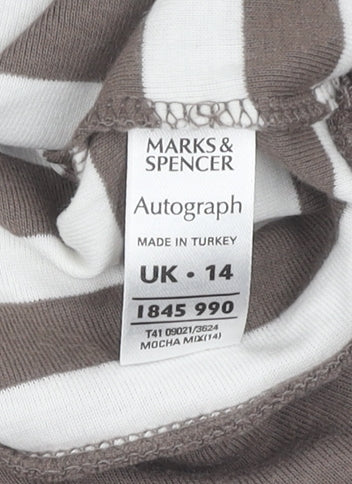 MARKS &
SPENCER
Autograph
MADE IN TURKEY
UK • 14
1845 990
T41 09021/3624
MOCHA MIX(14)